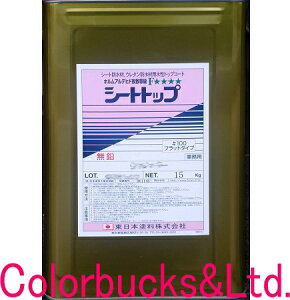 シート防水材、ウレタン防水材用水性トップコート
ホルムアルデヒド放散等級
F☆☆☆☆
シートトップ
#100
フラットタイプ
無鉛
業務用
LOT.
NET. 15 Kg
東日本塗料株式会社
Colorbucks&Ltd.